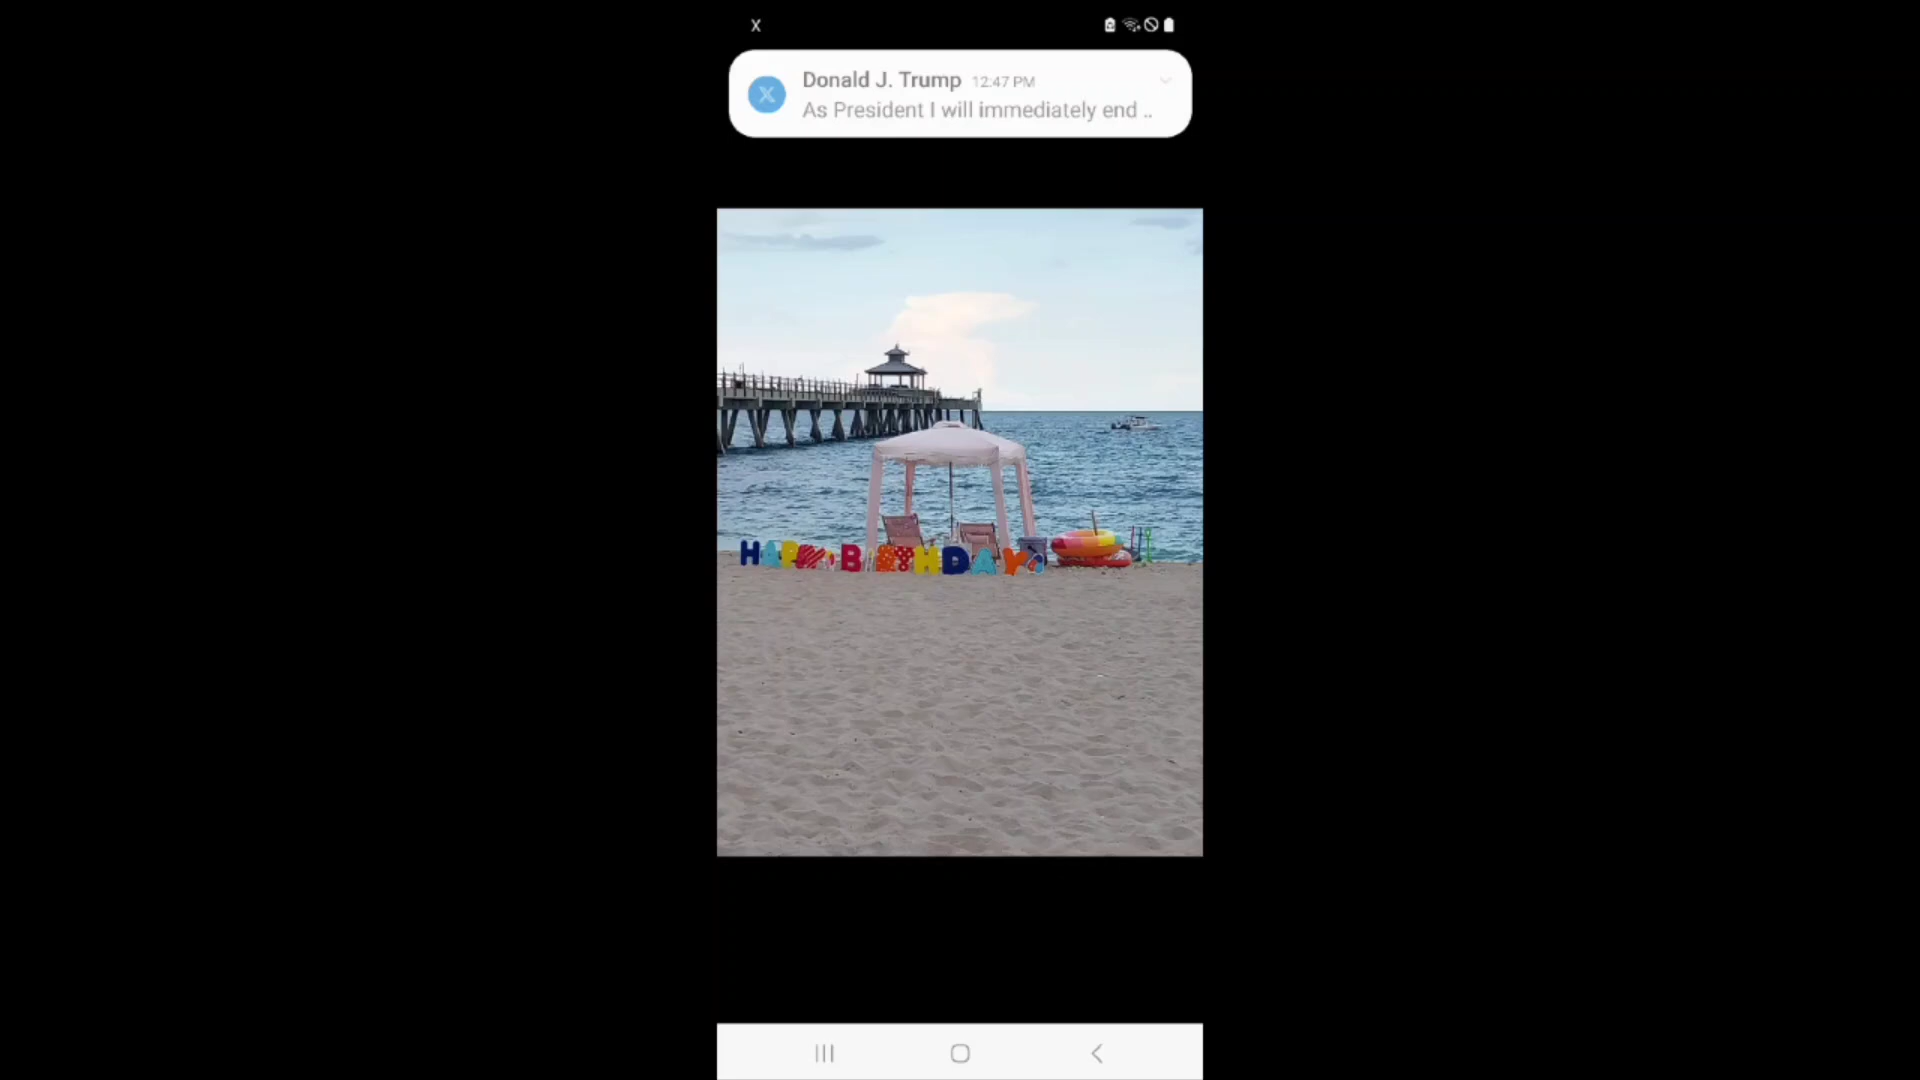 X
Donald J. Trump 12:47 PM
As President I will immediately end ..
HAPPY BIRTHDAY